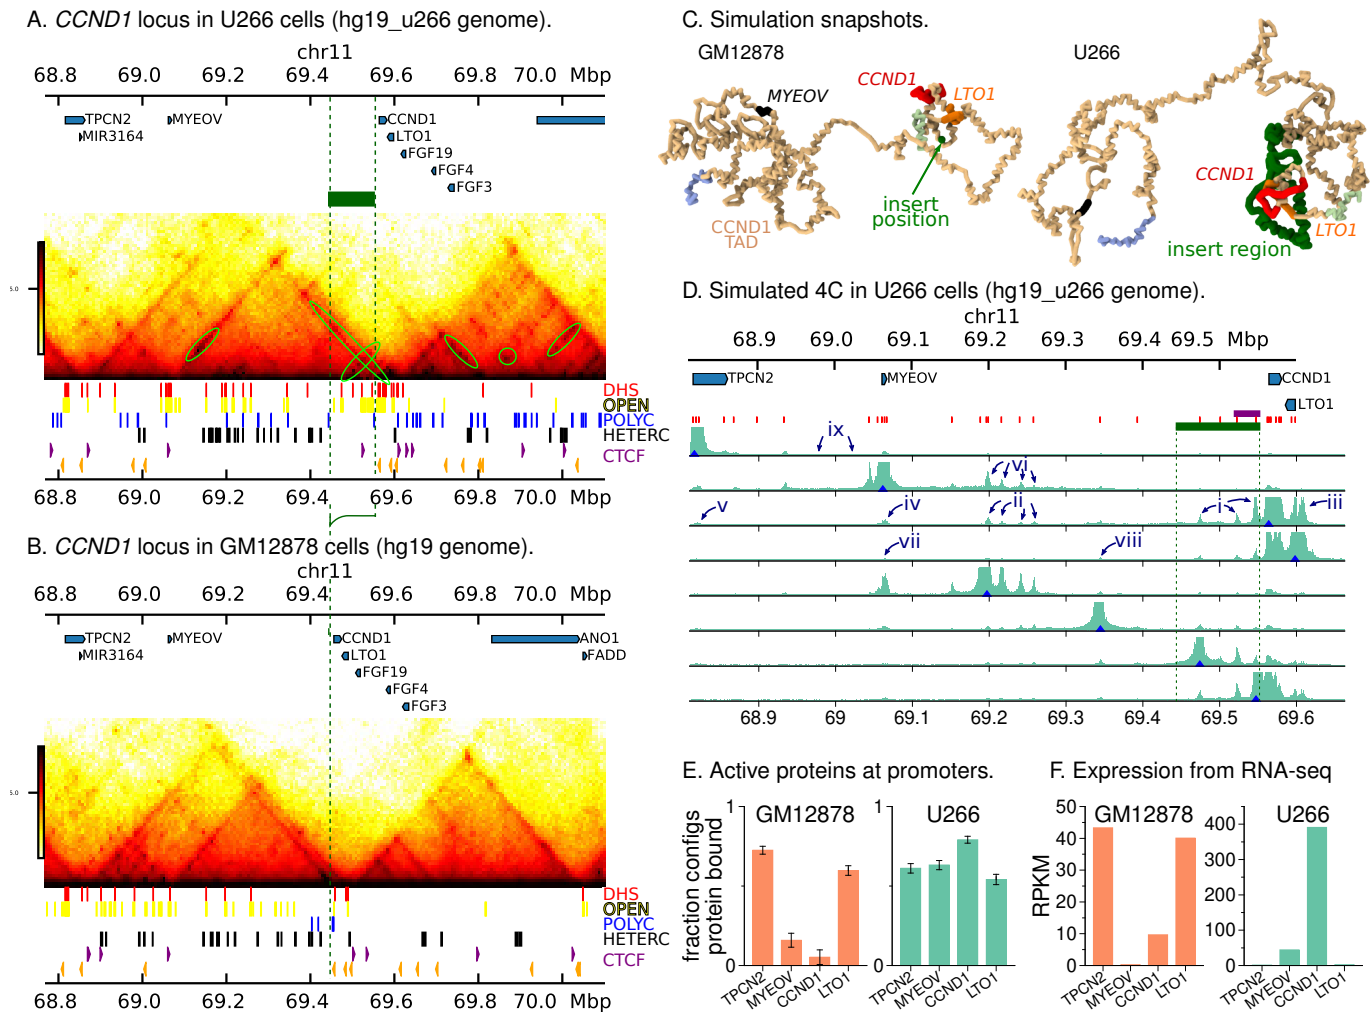 A. CCND1 locus in U266 cells (hg19_u266 genome).
chr11
68.8 69.0 69.2 69.4 69.6 70.0 Mbp
TPCN2 MYEOV CCND1
MIR3164 LTO1
FGF19
FGF4
FGF3
5.0
DHS
OPEN
POLYC
HETERC
CTCF
68.8 69.0 69.2 69.4 69.6 70.0 Mbp
B. CCND1 locus in GM12878 cells (hg19 genome).
chr11
68.8 69.0 69.2 69.4 69.6 70.0 Mbp
TPCN2 MYEOV CCND1 ANO1
MIR3164 LTO1 FADD
FGF19
FGF4
FGF3
5.0
DHS
OPEN
POLYC
HETERC
CTCF
68.8 69.0 69.2 69.4 69.6 70.0 Mbp
C. Simulation snapshots.
GM12878 U266
MYEOV CCND1 LTO1
insert
position
CCND1
TAD
CCND1
LTO1
insert region
D. Simulated 4C in U266 cells (hg19_u266 genome).
chr11
68.9 69.0 69.1 69.2 69.3 69.4 69.5 Mbp
TPCN2 MYEOV CCND1
LTO1
ix
vi
v iv ii i iii
vii viii
68.9 69 69.1 69.2 69.3 69.4 69.5 69.6
E. Active proteins at promoters.
fraction configs
protein bound
1 GM12878 1 U266
0 0
TPCN2 MYEOV CCND1 LTO1 TPCN2 MYEOV CCND1 LTO1
F. Expression from RNA-seq
RPKM
GM12878 U266
50
40
30
20
10
0
400
300
200
100
0
TPCN2 MYEOV CCND1 LTO1 TPCN2 MYEOV CCND1 LTO1